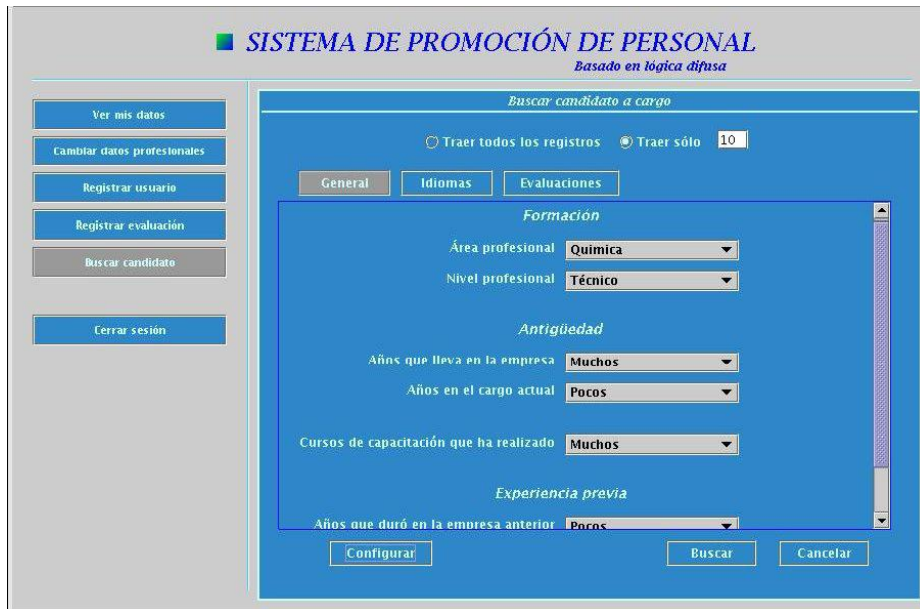 SISTEMA DE PROMOCIÓN DE PERSONAL
Basado en lógica difusa
Ver mis datos
Cambiar datos profesionales
Registrar usuario
Registrar evaluación
Buscar candidato
Cerrar sesión
Buscar candidato a cargo
Traer todos los registros Traer sólo 10
General Idiomas Evaluaciones
Formación
Área profesional Quimica
Nivel profesional Técnico
Antigüedad
Años que lleva en la empresa Muchos
Años en el cargo actual Pocos
Cursos de capacitación que ha realizado Muchos
Experiencia previa
Años que duró en la empresa anterior Pocos
Configurar Buscar Cancelar